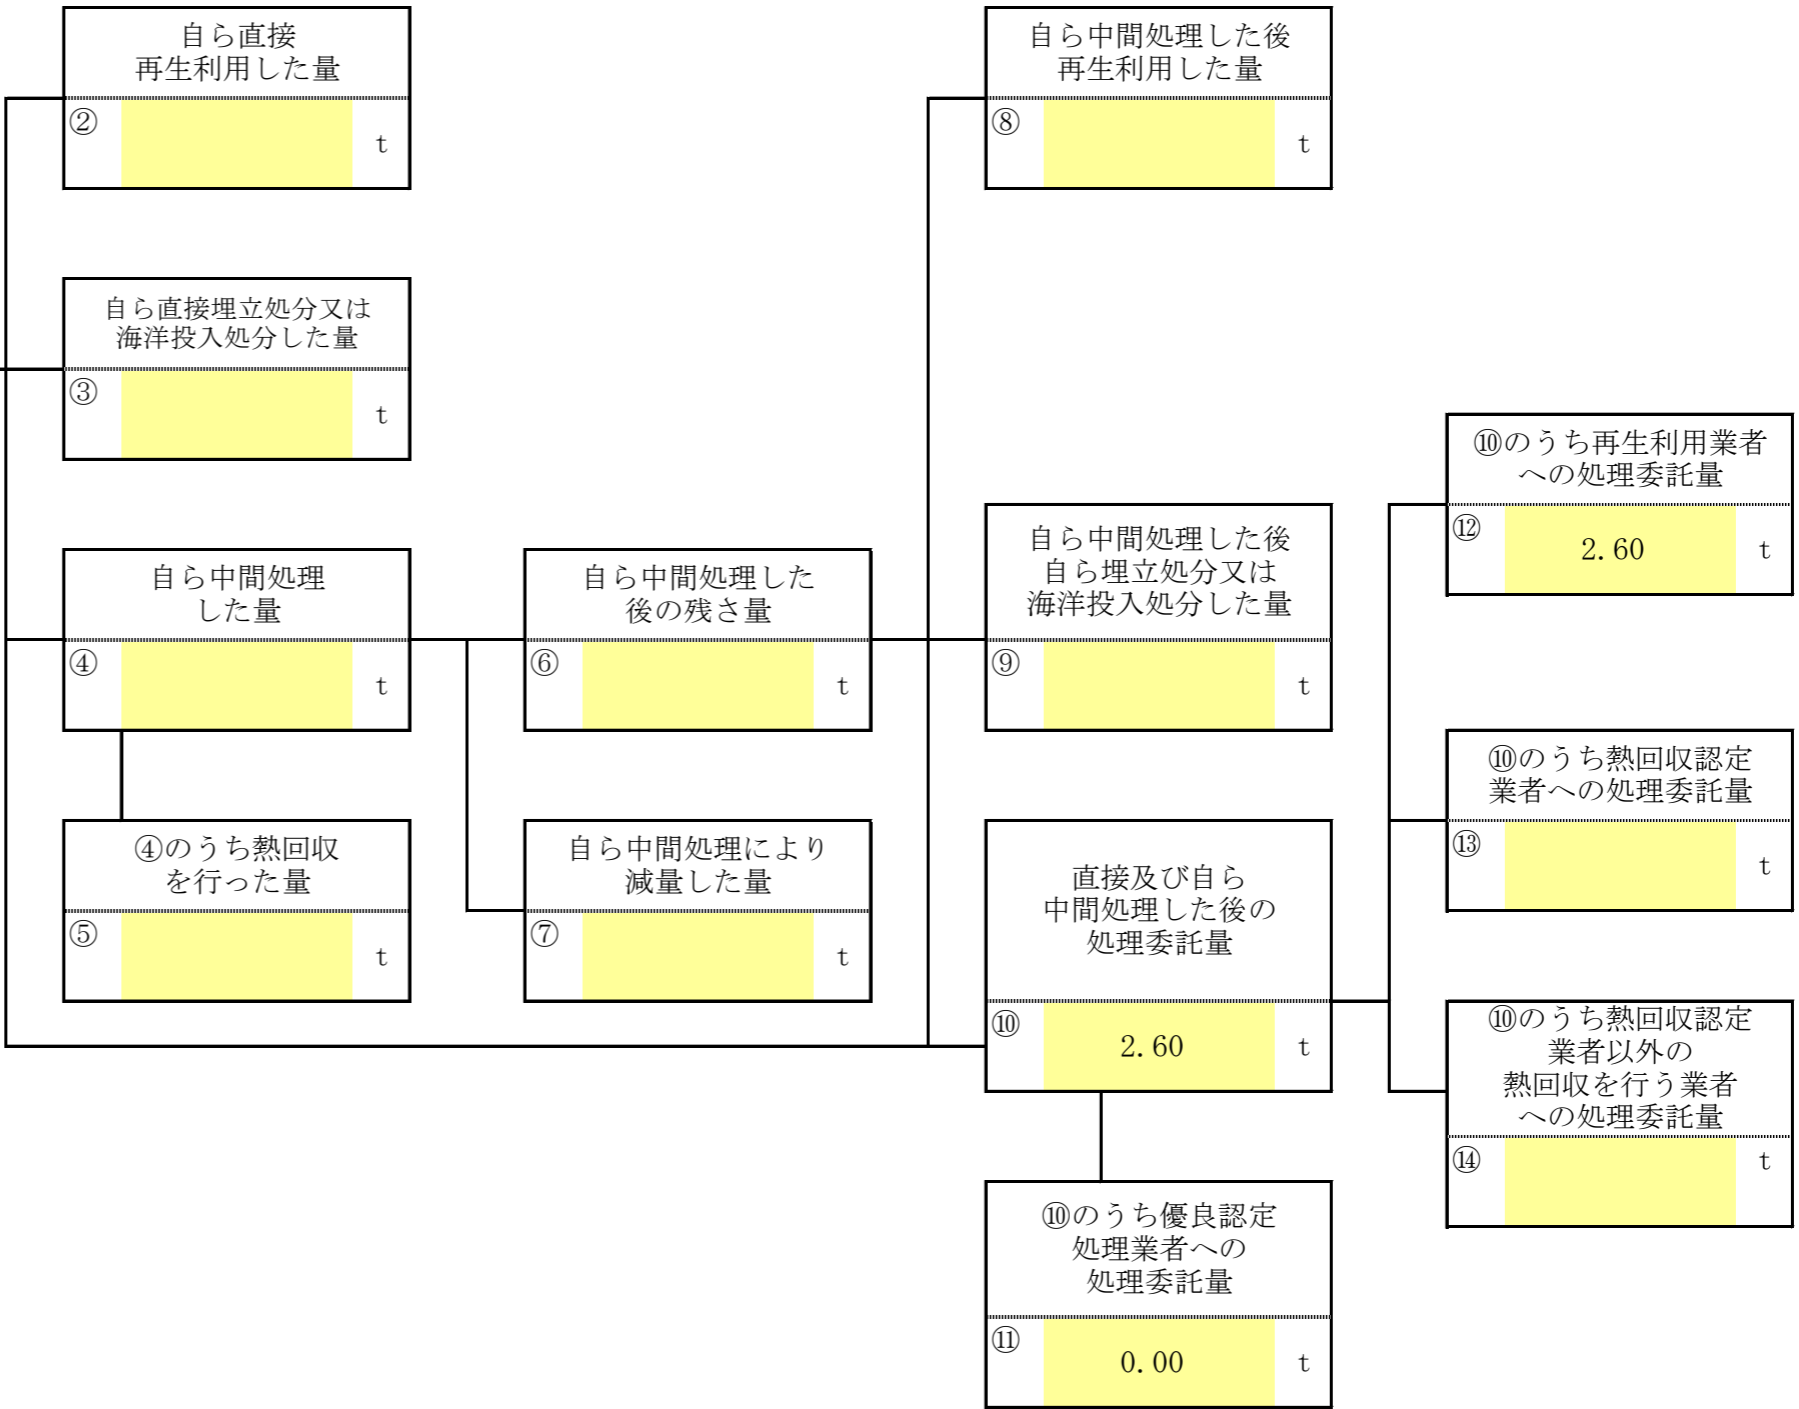 自ら直接
再生利用した量
②
t
自ら中間処理した後
再生利用した量
⑧
t
自ら直接埋立処分又は
海洋投入処分した量
③
t
⑩のうち再生利用業者
への処理委託量
⑫
2.60
t
自ら中間処理
した量
④
t
自ら中間処理した
後の残さ量
⑥
t
自ら中間処理した後
自ら埋立処分又は
海洋投入処分した量
⑨
t
⑩のうち熱回収認定
業者への処理委託量
⑬
t
④のうち熱回収
を行った量
⑤
t
自ら中間処理により
減量した量
⑦
t
直接及び自ら
中間処理した後の
処理委託量
⑩
2.60
t
⑩のうち熱回収認定
業者以外の
熱回収を行う業者
への処理委託量
⑭
t
⑩のうち優良認定
処理業者への
処理委託量
⑪
0.00
t